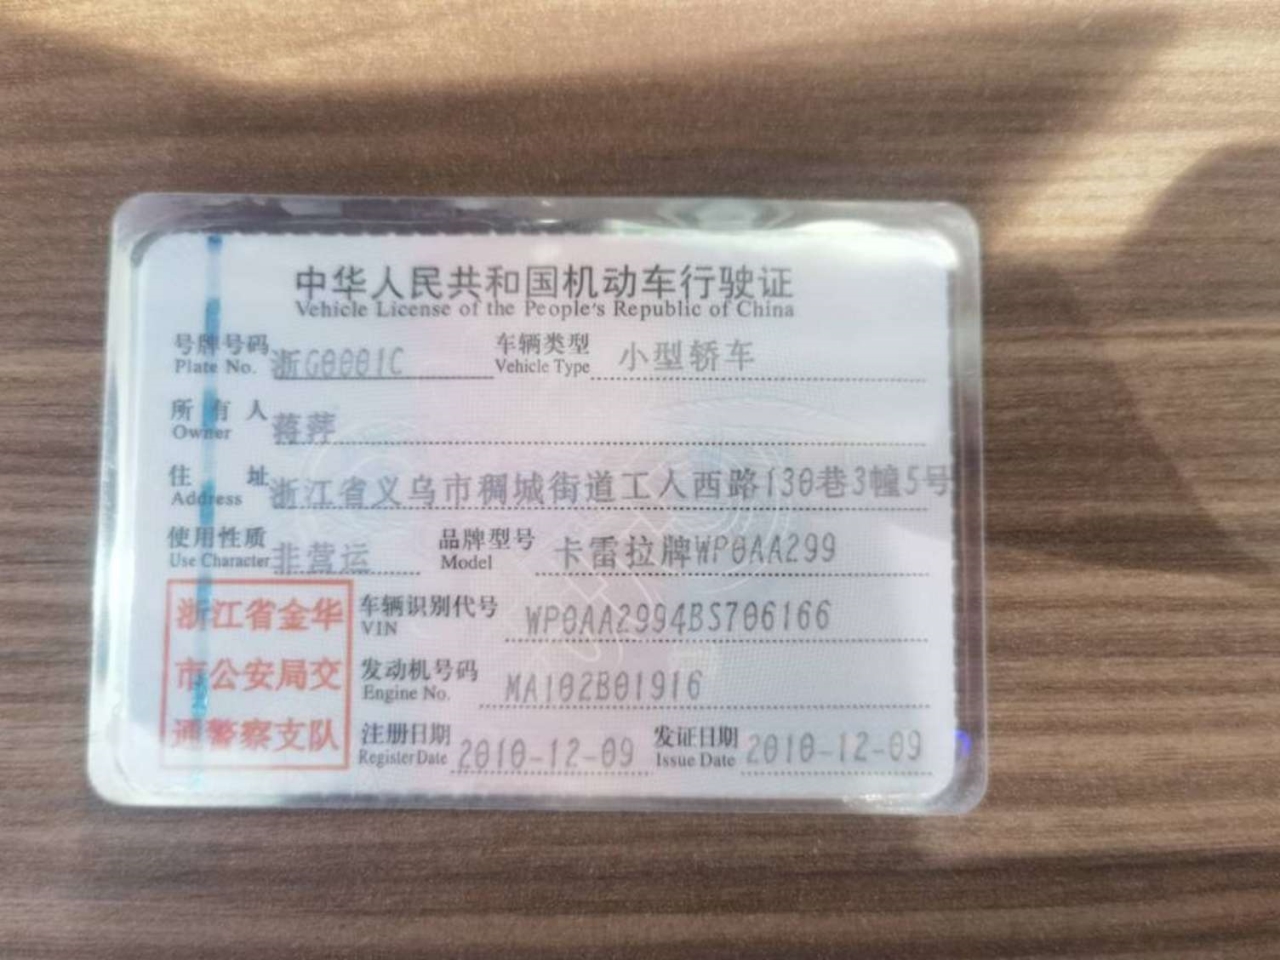 中华人民共和国机动车行驶证
Vehicle License of the People's Republic of China
号牌号码 浙G0001C 车辆类型 小型轿车
Plate No. Vehicle Type
所有人 蒋萍
Owner
住址 浙江省义乌市稠城街道工人西路130巷3幢5号
Address
使用性质 非营运 品牌型号 卡雷拉牌WP0AA299
Use Character Model
浙江省金华
市公安局交
通警察支队
车辆识别代号 WP0AA2994BS706166
VIN
发动机号码 MA102B01916
Engine No.
注册日期 2010-12-09 发证日期 2010-12-09
Register Date Issue Date